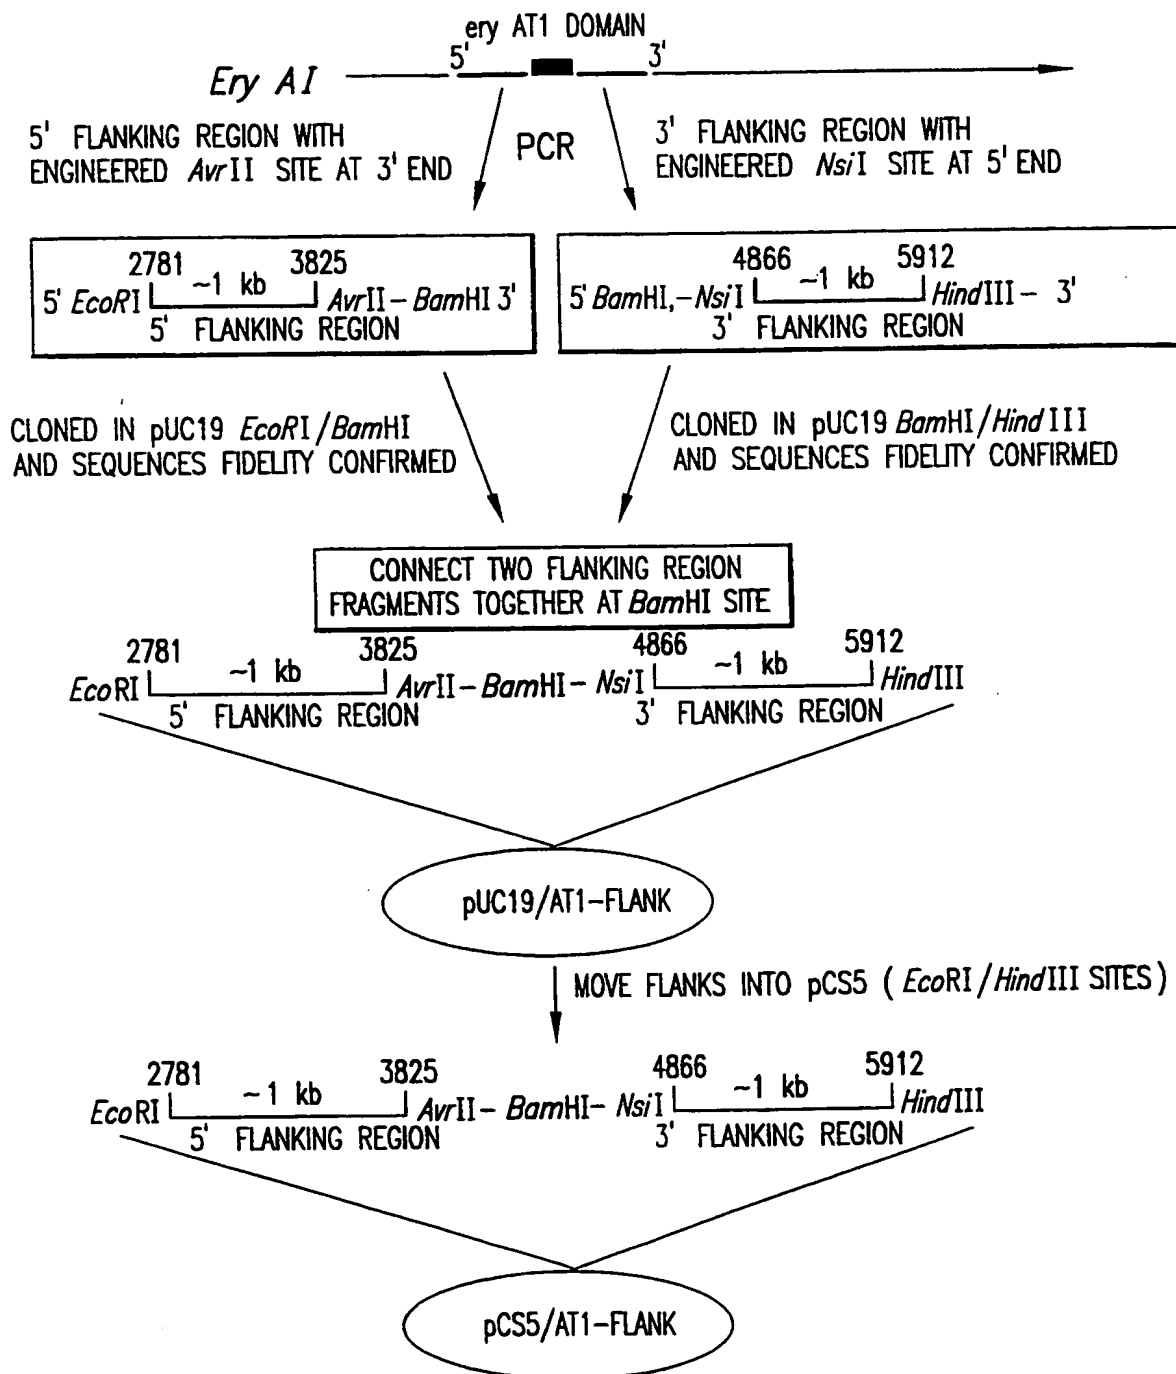 ery AT1 DOMAIN
5' 3'
Ery AI
5' FLANKING REGION WITH
ENGINEERED AvrII SITE AT 3' END
PCR
3' FLANKING REGION WITH
ENGINEERED NsiI SITE AT 5' END
2781 ~1 kb 3825
5' EcoRI AvrII-BamHI 3'
5' FLANKING REGION
4866 ~1 kb 5912
5' BamHI,-NsiI HindIII- 3'
3' FLANKING REGION
CLONED IN pUC19 EcoRI/BamHI
AND SEQUENCES FIDELITY CONFIRMED
CLONED IN pUC19 BamHI/HindIII
AND SEQUENCES FIDELITY CONFIRMED
CONNECT TWO FLANKING REGION
FRAGMENTS TOGETHER AT BamHI SITE
2781 ~1 kb 3825 4866 ~1 kb 5912
EcoRI AvrII-BamHI-NsiI HindIII
5' FLANKING REGION 3' FLANKING REGION
pUC19/AT1-FLANK
MOVE FLANKS INTO pCS5 (EcoRI/HindIII SITES)
2781 ~1 kb 3825 4866 ~1 kb 5912
EcoRI AvrII-BamHI-NsiI HindIII
5' FLANKING REGION 3' FLANKING REGION
pCS5/AT1-FLANK